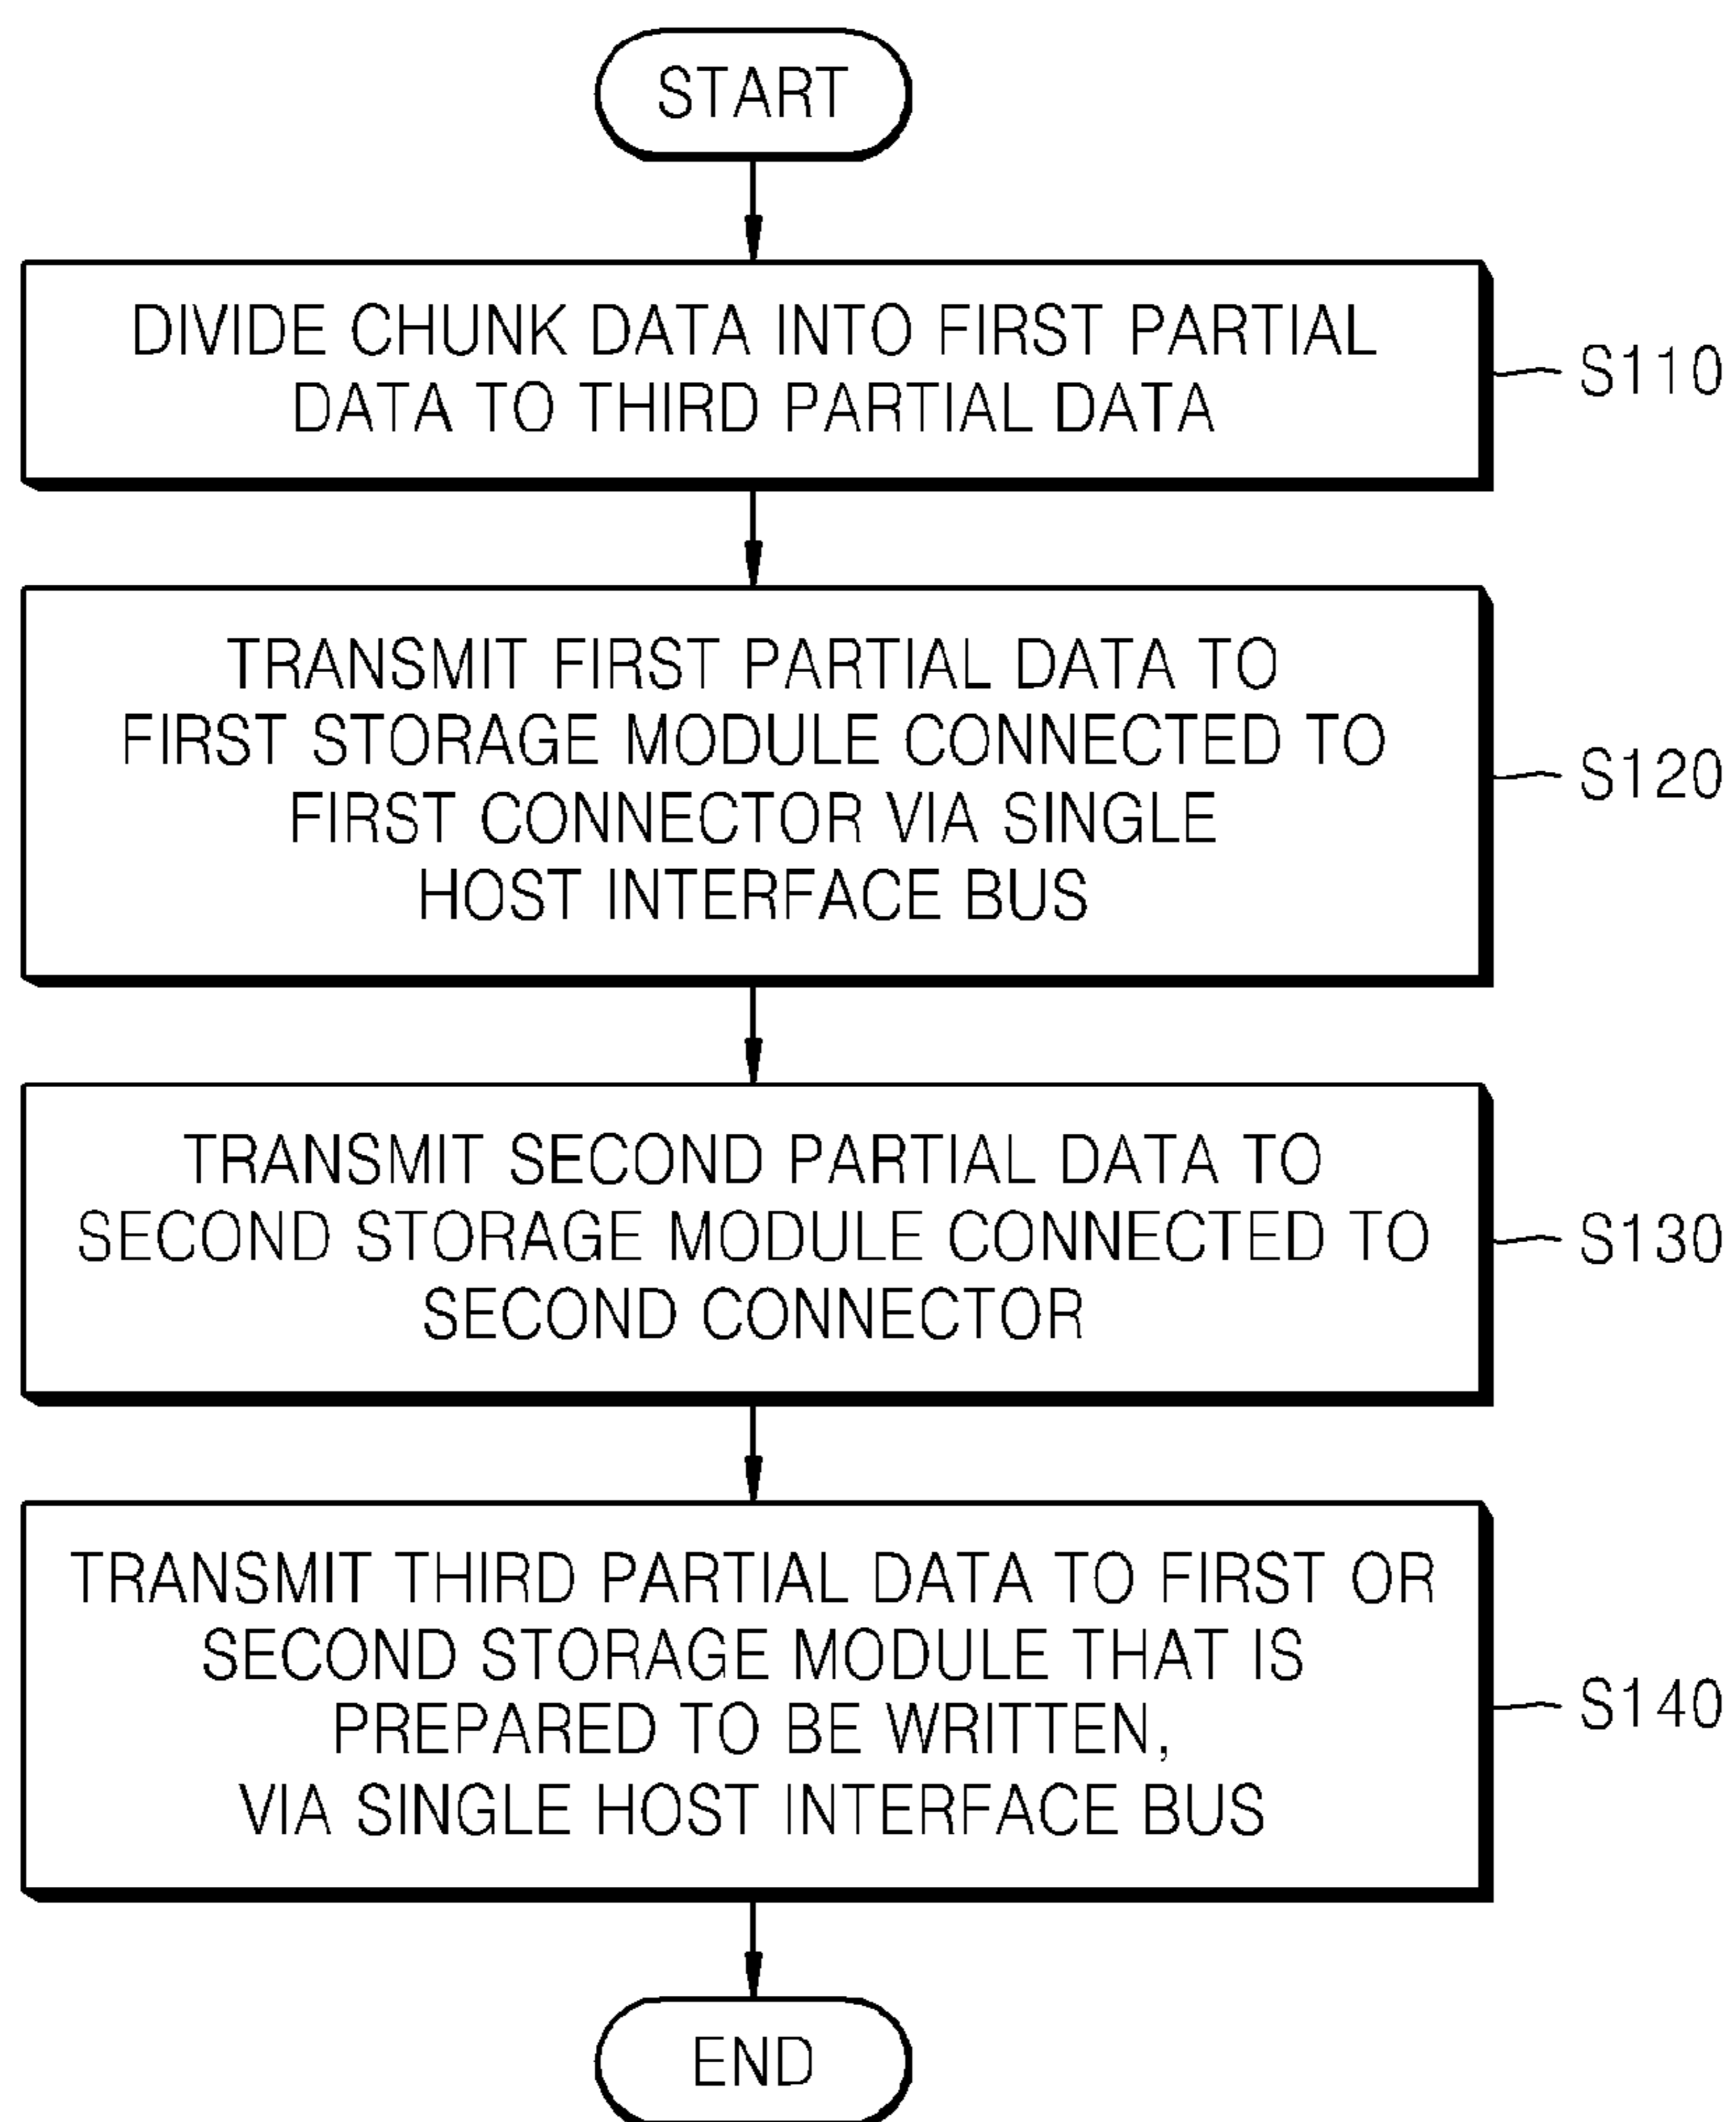 START
DIVIDE CHUNK DATA INTO FIRST PARTIAL
DATA TO THIRD PARTIAL DATA
S110
TRANSMIT FIRST PARTIAL DATA TO
FIRST STORAGE MODULE CONNECTED TO
FIRST CONNECTOR VIA SINGLE
HOST INTERFACE BUS
S120
TRANSMIT SECOND PARTIAL DATA TO
SECOND STORAGE MODULE CONNECTED TO
SECOND CONNECTOR
S130
TRANSMIT THIRD PARTIAL DATA TO FIRST OR
SECOND STORAGE MODULE THAT IS
PREPARED TO BE WRITTEN,
VIA SINGLE HOST INTERFACE BUS
S140
END